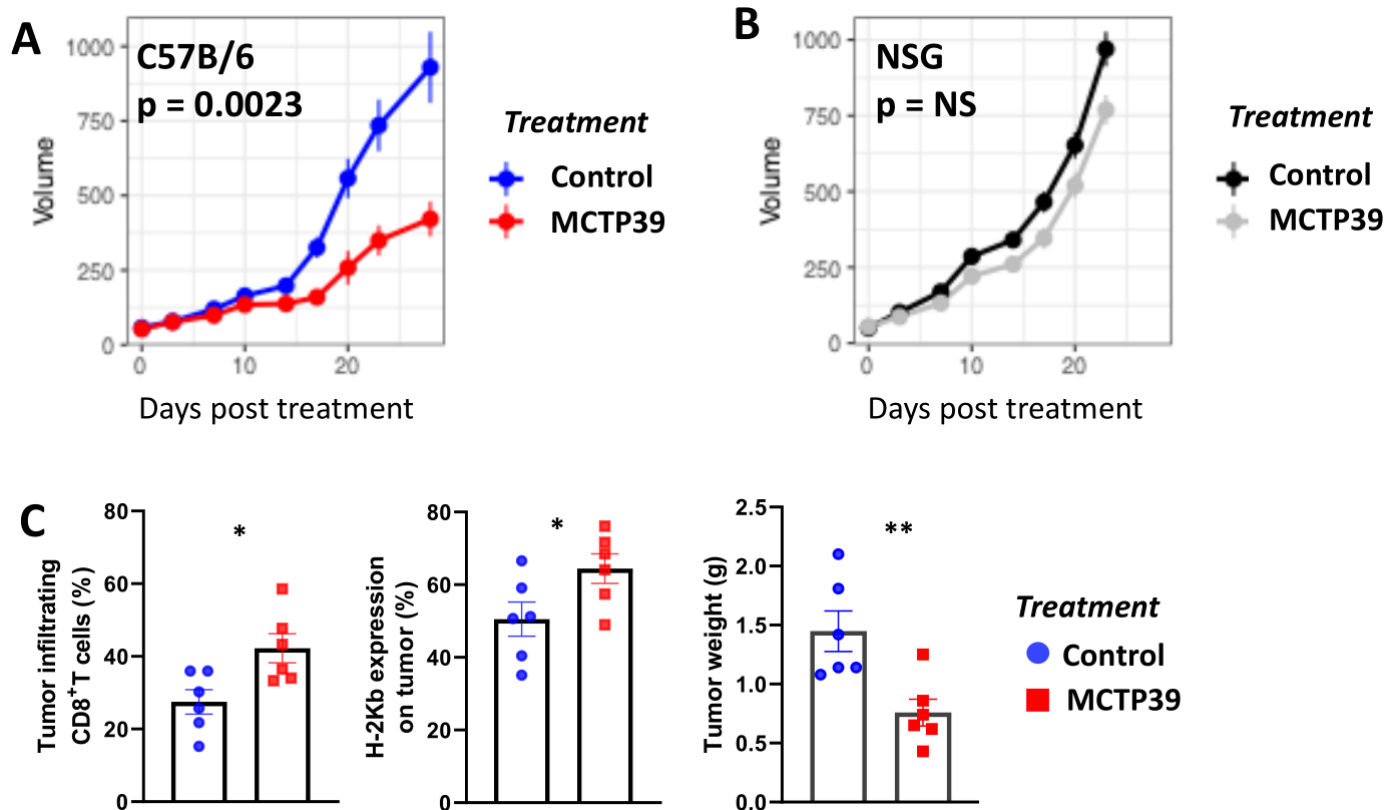 A
C57B/6
p = 0.0023
1000
750
500
250
0
Volume
0 10 20
Days post treatment
Treatment
Control
MCTP39
B
NSG
p = NS
1000
750
500
250
0
Volume
0 10 20
Days post treatment
Treatment
Control
MCTP39
C
Tumor infiltrating
CD8+T cells (%)
80
60
40
20
0
*
H-2Kb expression
on tumor (%)
80
60
40
20
0
*
Tumor weight (g)
2.5
2.0
1.5
1.0
0.5
0.0
**
Treatment
Control
MCTP39